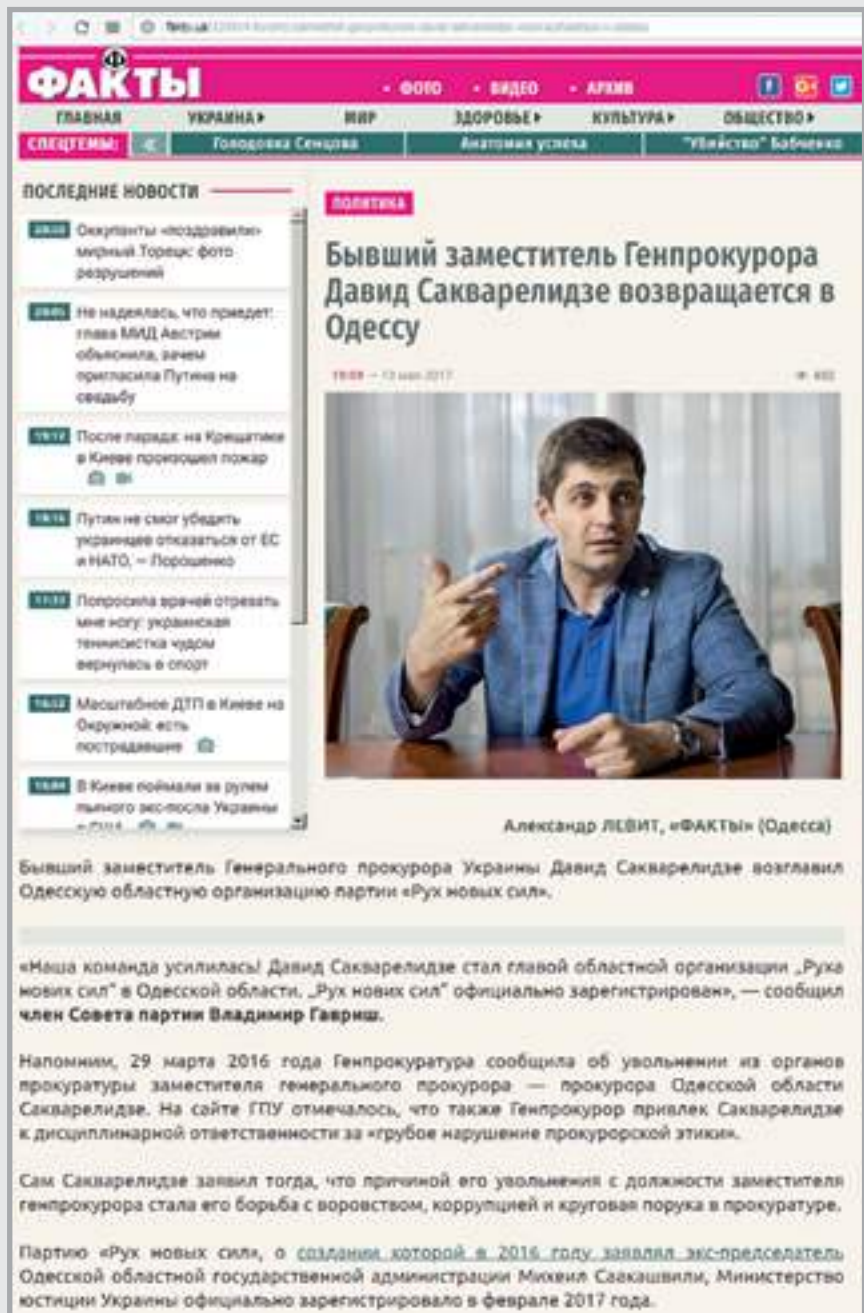 fakty.ua
ФАКТЫ
• ФОТО • ВИДЕО • АРХИВ
ГЛАВНАЯ УКРАИНА МИР ЗДОРОВЬЕ КУЛЬТУРА ОБЩЕСТВО
СПЕЦТЕМЫ: « Голодовка Сенцова Анатомия успеха "Убийство" Бабченко
ПОСЛЕДНИЕ НОВОСТИ
Оккупанты «поздравили»
мирный Торецк: фото
разрушений
Не надеялась, что приедет:
глава МИД Австрии
объяснила, зачем
пригласила Путина на
свадьбу
После парада: на Крещатике
в Киеве произошел пожар
Путин не смог убедить
украинцев отказаться от ЕС
и НАТО, — Порошенко
Попросила врачей отрезать
мне ногу: украинская
теннисистка чудом
вернулась в спорт
Масштабное ДТП в Киеве на
Окружной: есть
пострадавшие
В Киеве поймали за рулем
пьяного экс-посла Украины
ПОЛИТИКА
Бывший заместитель Генпрокурора
Давид Сакварелидзе возвращается в
Одессу
2017
Александр ЛЕВИТ, «ФАКТЫ» (Одесса)
Бывший заместитель Генерального прокурора Украины Давид Сакварелидзе возглавил
Одесскую областную организацию партии «Рух новых сил».
«Наша команда усилилась! Давид Сакварелидзе стал главой областной организации „Руха
нових сил" в Одесской области. „Рух нових сил" официально зарегистрирован», — сообщил
член Совета партии Владимир Гавриш.
Напомним, 29 марта 2016 года Генпрокуратура сообщила об увольнении из органов
прокуратуры заместителя генерального прокурора — прокурора Одесской области
Сакварелидзе. На сайте ГПУ отмечалось, что также Генпрокурор привлек Сакварелидзе
к дисциплинарной ответственности за «грубое нарушение прокурорской этики».
Сам Сакварелидзе заявил тогда, что причиной его увольнения с должности заместителя
генпрокурора стала его борьба с воровством, коррупцией и круговая порука в прокуратуре.
Партию «Рух новых сил», о создании которой в 2016 году заявлял экс-председатель
Одесской областной государственной администрации Михеил Саакашвили, Министерство
юстиции Украины официально зарегистрировало в феврале 2017 года.